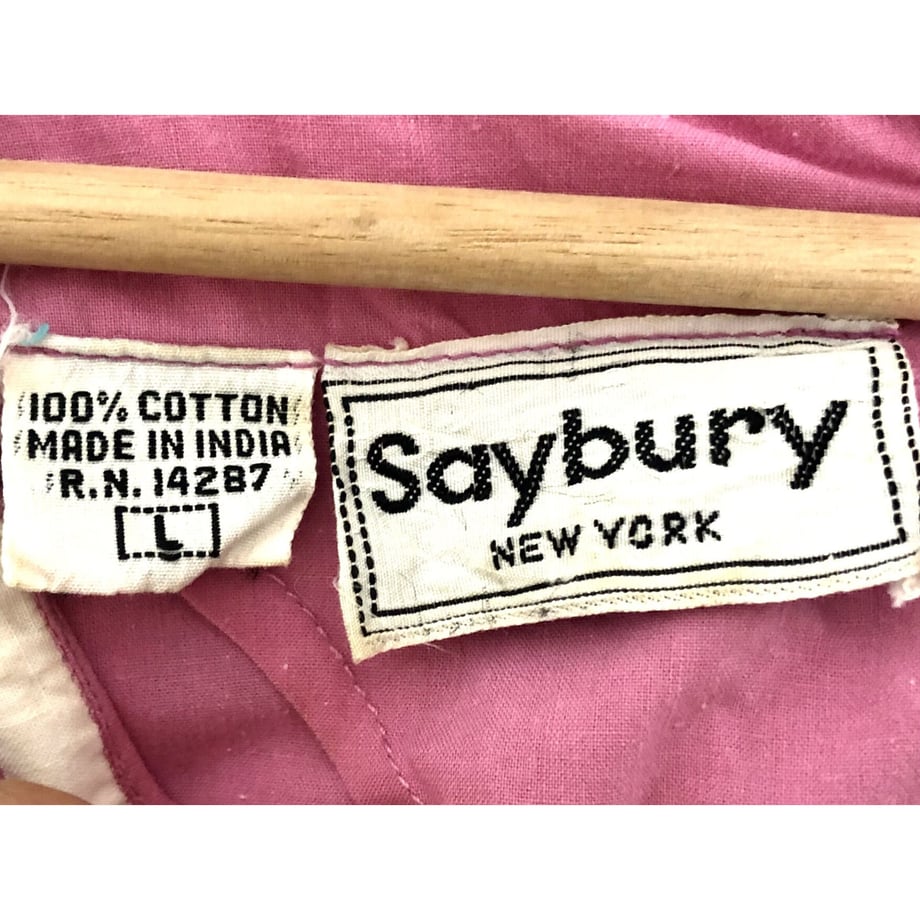 100% COTTON
MADE IN INDIA
R.N. 14287
L
Saybury
NEW YORK